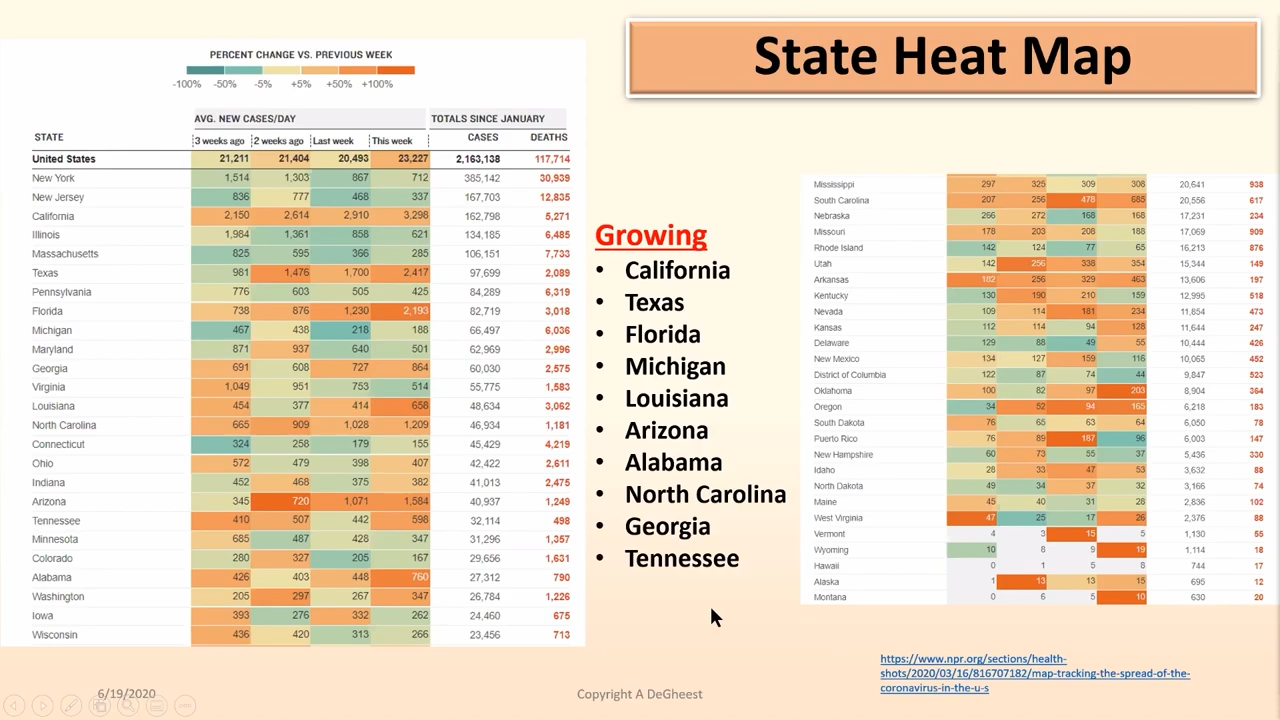 State Heat Map
PERCENT CHANGE VS. PREVIOUS WEEK
-100% -50% -5% +5% +50% +100%
AVG. NEW CASES/DAY TOTALS SINCE JANUARY
STATE 3 weeks ago 2 weeks ago Last week This week CASES DEATHS
United States 21,211 21,404 20,493 23,227 2,163,138 117,714
New York 1,514 1,303 867 712 385,142 30,939
New Jersey 836 777 468 337 167,703 12,835
California 2,150 2,614 2,910 3,298 162,798 5,271
Illinois 1,984 1,361 858 621 134,185 6,485
Massachusetts 825 595 366 285 106,151 7,733
Texas 981 1,476 1,700 2,417 97,699 2,089
Pennsylvania 776 603 505 425 84,289 6,319
Florida 738 876 1,230 2,193 82,719 3,018
Michigan 467 438 218 188 66,497 6,036
Maryland 871 937 640 501 62,969 2,996
Georgia 691 608 727 864 60,030 2,575
Virginia 1,049 951 753 514 55,775 1,583
Louisiana 454 377 414 658 48,634 3,062
North Carolina 665 909 1,028 1,209 46,934 1,181
Connecticut 324 258 179 155 45,429 4,219
Ohio 572 479 398 407 42,422 2,611
Indiana 452 468 375 382 41,013 2,475
Arizona 345 720 1,071 1,584 40,937 1,249
Tennessee 410 507 442 598 32,114 498
Minnesota 685 487 428 347 31,296 1,357
Colorado 280 327 205 167 29,656 1,631
Alabama 426 403 448 760 27,312 790
Washington 205 297 267 347 26,784 1,226
Iowa 393 276 332 262 24,460 675
Wisconsin 436 420 313 266 23,456 713
Growing
• California
• Texas
• Florida
• Michigan
• Louisiana
• Arizona
• Alabama
• North Carolina
• Georgia
• Tennessee
Mississippi 297 325 309 308 20,641 938
South Carolina 207 256 478 685 20,556 617
Nebraska 266 272 168 168 17,231 234
Missouri 178 203 208 188 17,069 909
Rhode Island 142 124 77 65 16,213 876
Utah 142 256 338 354 15,344 149
Arkansas 182 256 329 463 13,606 197
Kentucky 130 190 210 159 12,995 518
Nevada 109 114 181 234 11,854 473
Kansas 112 114 94 128 11,644 247
Delaware 129 88 49 55 10,444 426
New Mexico 134 127 159 116 10,065 452
District of Columbia 122 87 74 44 9,847 523
Oklahoma 100 82 97 203 8,904 364
Oregon 34 52 94 165 6,218 183
South Dakota 76 65 63 64 6,050 78
Puerto Rico 76 89 187 96 6,003 147
New Hampshire 60 73 55 37 5,436 330
Idaho 28 33 47 53 3,632 88
North Dakota 49 34 37 32 3,166 74
Maine 45 40 31 28 2,836 102
West Virginia 47 25 17 26 2,376 88
Vermont 4 3 15 5 1,130 55
Wyoming 10 8 9 19 1,114 18
Hawaii 0 1 5 8 744 17
Alaska 1 13 13 15 695 12
Montana 0 6 5 10 630 20
https://www.npr.org/sections/health-
shots/2020/03/16/816707182/map-tracking-the-spread-of-the-
coronavirus-in-the-u-s
6/19/2020
Copyright A DeGheest